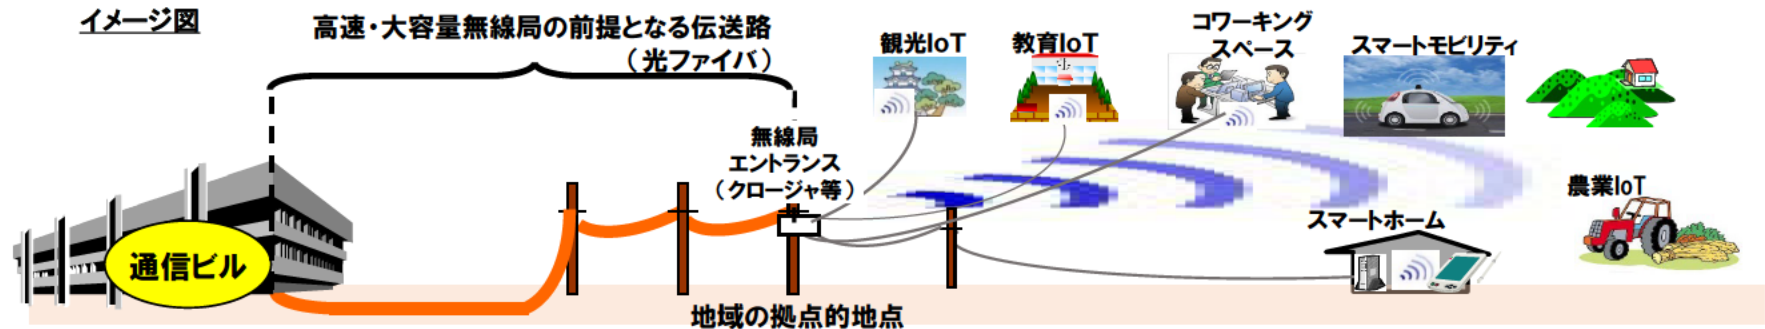 イメージ図
高速・大容量無線局の前提となる伝送路
（光ファイバ）
観光IoT
教育IoT
コワーキング
スペース
スマートモビリティ
無線局
エントランス
（クロージャ等）
農業IoT
スマートホーム
通信ビル
地域の拠点的地点